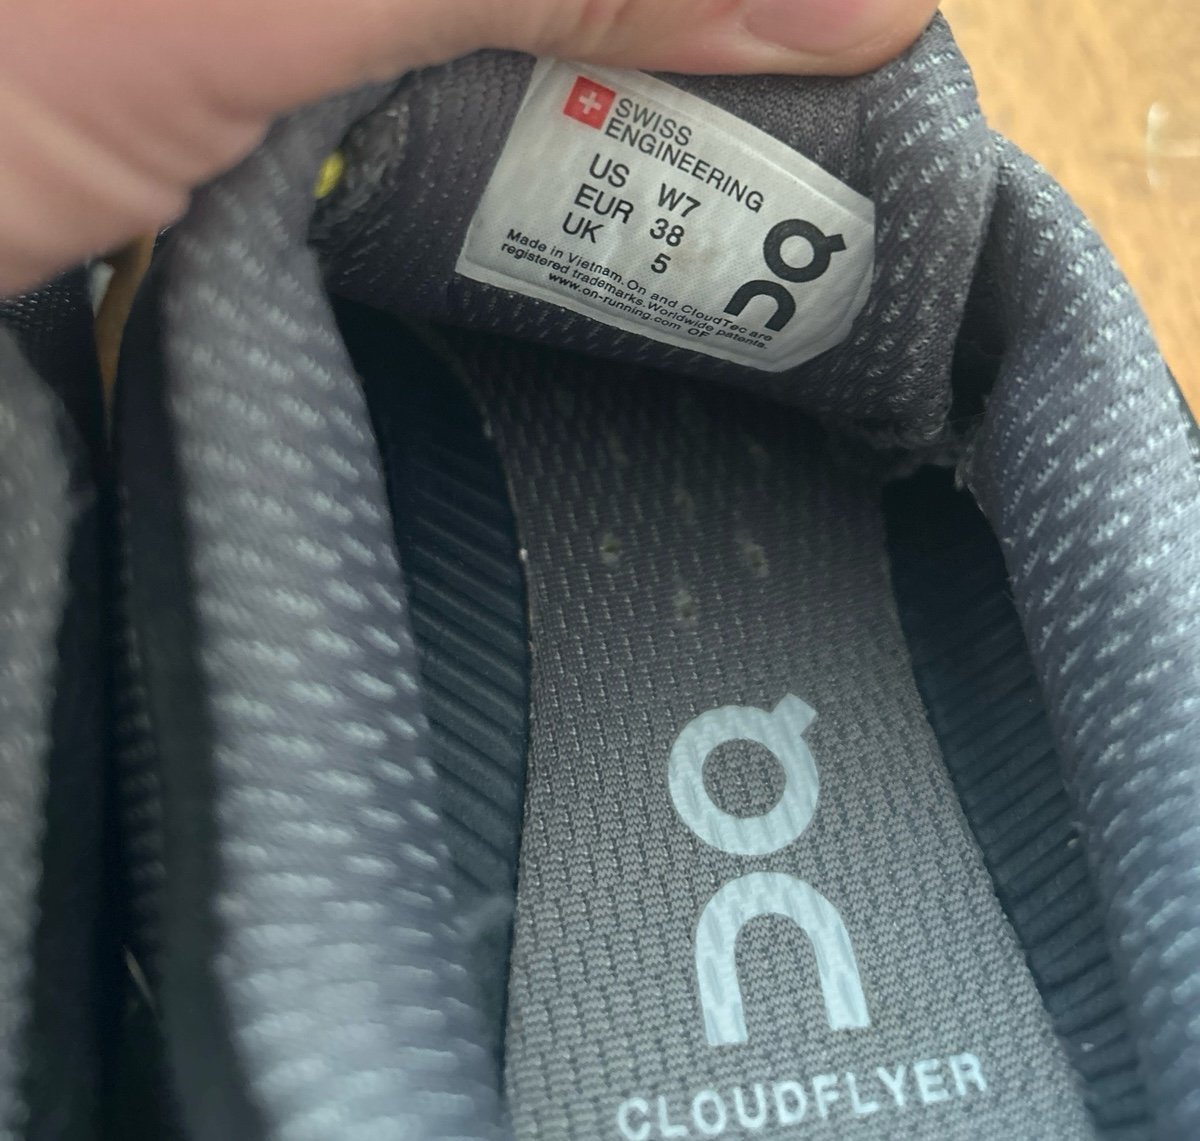 SWISS
ENGINEERING
US W7
EUR 38
UK 5
Made in Vietnam. On and CloudTec are
registered trademarks. Worldwide patents.
www.on-running.com OF
On
On
CLOUDFLYER